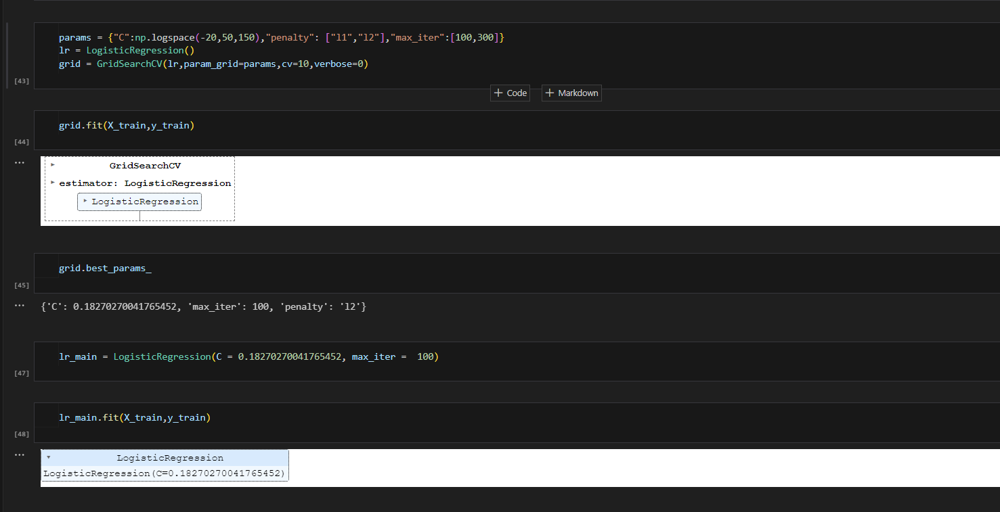 params = {"C":np.logspace(-20,50,150),"penalty": ["l1","l2"],"max_iter":[100,300]}
lr = LogisticRegression()
grid = GridSearchCV(lr,param_grid=params,cv=10,verbose=0)
[43]
+ Code + Markdown
grid.fit(X_train,y_train)
[44]
...
GridSearchCV
estimator: LogisticRegression
LogisticRegression
grid.best_params_
[45]
...
{'C': 0.18270270041765452, 'max_iter': 100, 'penalty': 'l2'}
lr_main = LogisticRegression(C = 0.18270270041765452, max_iter =  100)
[47]
lr_main.fit(X_train,y_train)
[48]
...
LogisticRegression
LogisticRegression(C=0.18270270041765452)